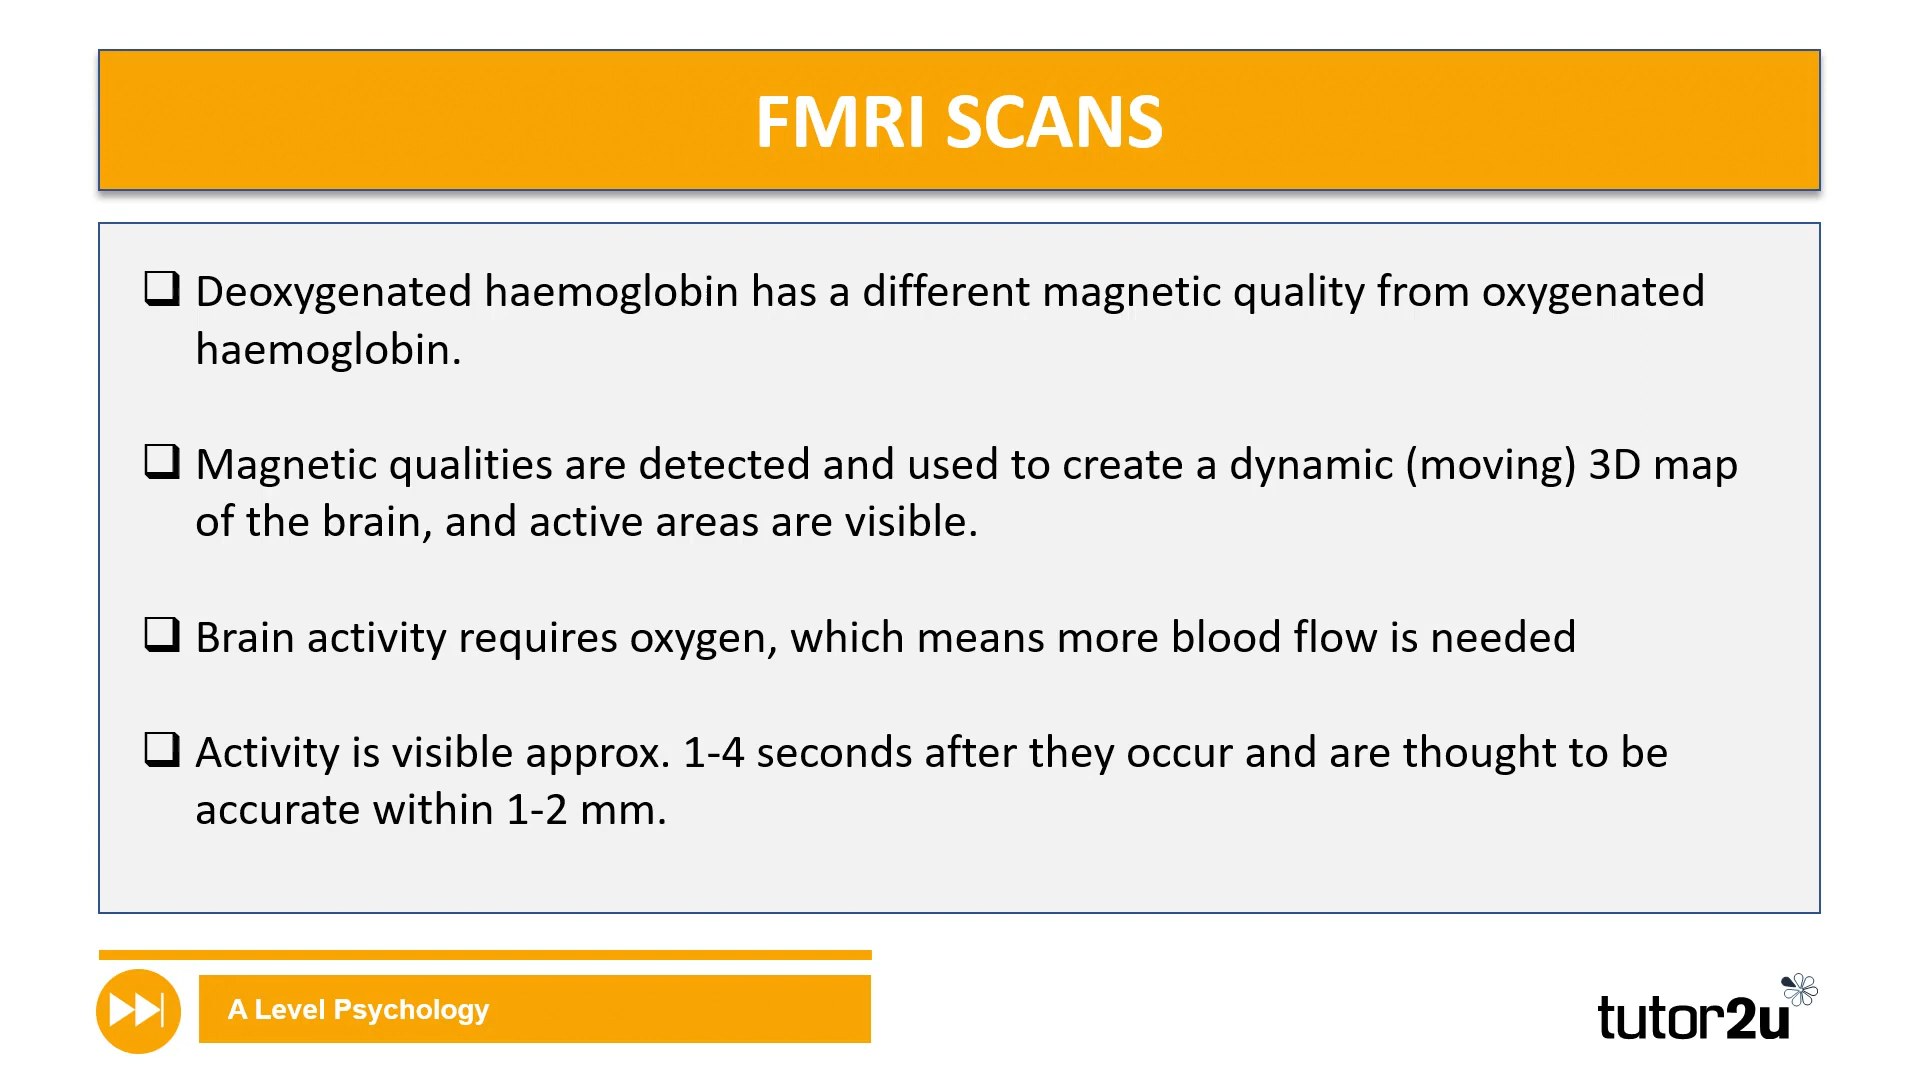 FMRI SCANS
Deoxygenated haemoglobin has a different magnetic quality from oxygenated
haemoglobin.
Magnetic qualities are detected and used to create a dynamic (moving) 3D map
of the brain, and active areas are visible.
Brain activity requires oxygen, which means more blood flow is needed
Activity is visible approx. 1-4 seconds after they occur and are thought to be
accurate within 1-2 mm.
A Level Psychology
tutor2u